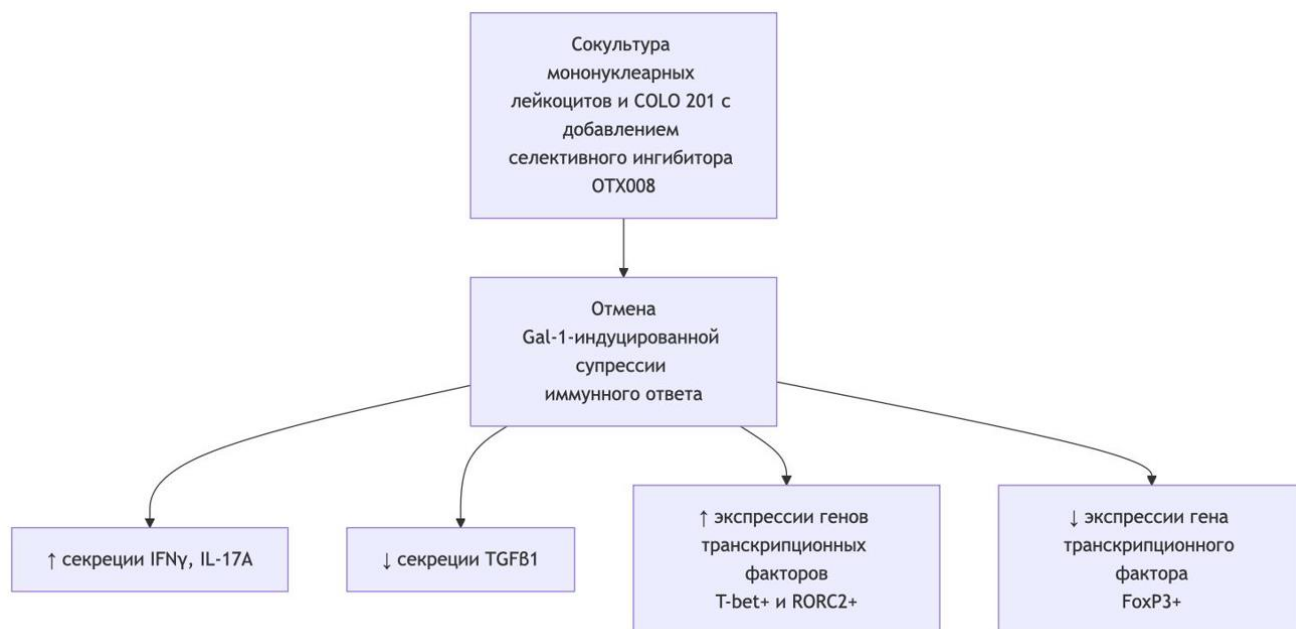 Сокультура
мононуклеарных
лейкоцитов и COLO 201 с
добавлением
селективного ингибитора
OTX008
Отмена
Gal-1-индуцированной
супрессии
иммунного ответа
↑ секреции IFNγ, IL-17A
↓ секреции TGFß1
↑ экспрессии генов
транскрипционных
факторов
T-bet+ и RORC2+
↓ экспрессии гена
транскрипционного
фактора
FoxP3+